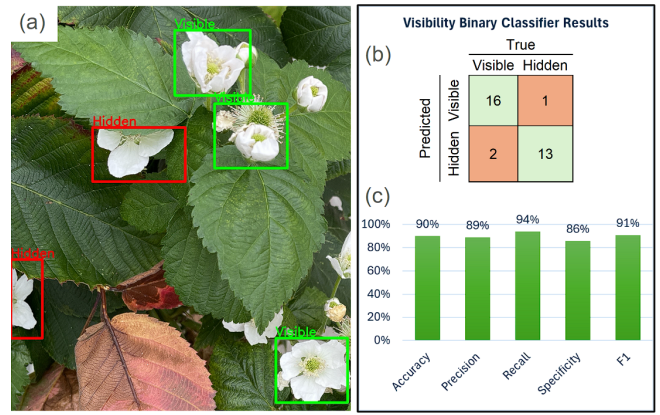 (a)
Visible
Visible
Hidden
Hidden
Visible
Visibility Binary Classifier Results
(b)
True
Visible Hidden
Predicted
Visible
16 1
Hidden
2 13
(c)
100%
80%
60%
40%
20%
0%
90%
89%
94%
86%
91%
Accuracy
Precision
Recall
Specificity
F1